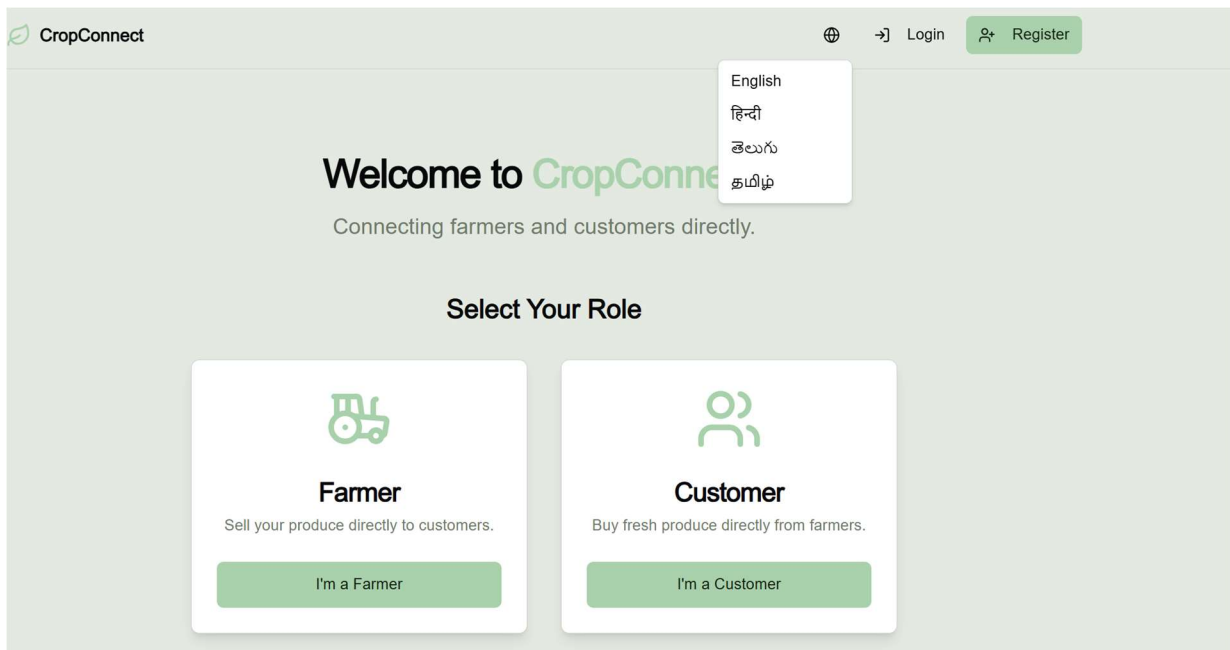 CropConnect
Login
Register
English
हिन्दी
తెలుగు
தமிழ்
Welcome to CropConne
Connecting farmers and customers directly.
Select Your Role
Farmer
Sell your produce directly to customers.
I'm a Farmer
Customer
Buy fresh produce directly from farmers.
I'm a Customer